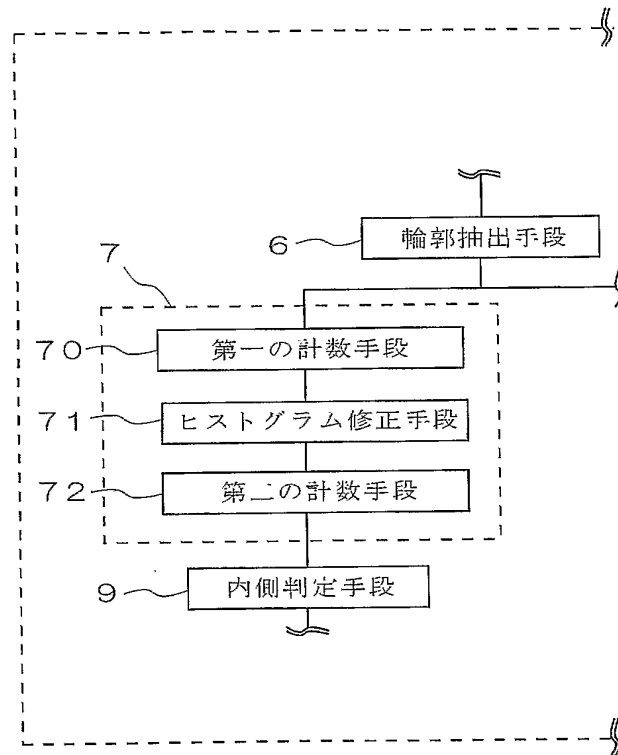 6 輪郭抽出手段
7
70 第一の計数手段
71 ヒストグラム修正手段
72 第二の計数手段
9 内側判定手段